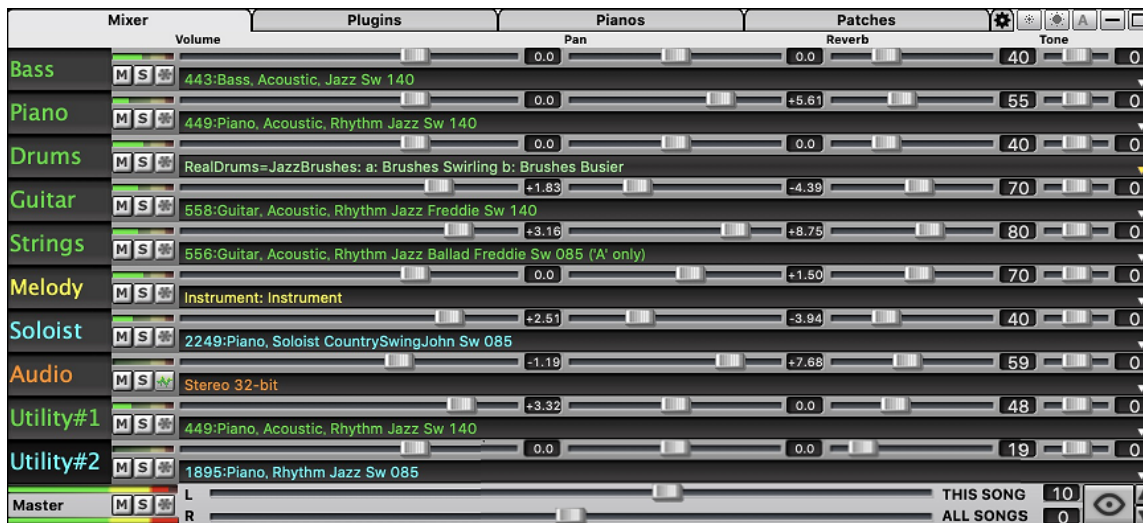 Mixer Plugins Pianos Patches A
Volume Pan Reverb Tone
Bass 0.0 0.0 40 0
M S 443:Bass, Acoustic, Jazz Sw 140
Piano 0.0 +5.61 55 0
M S 449:Piano, Acoustic, Rhythm Jazz Sw 140
Drums 0.0 0.0 40 0
M S RealDrums=JazzBrushes: a: Brushes Swirling b: Brushes Busier
Guitar +1.83 -4.39 70 0
M S 558:Guitar, Acoustic, Rhythm Jazz Freddie Sw 140
Strings +3.16 +8.75 80 0
M S 556:Guitar, Acoustic, Rhythm Jazz Ballad Freddie Sw 085 ('A' only)
Melody 0.0 +1.50 70 0
M S Instrument: Instrument
Soloist +2.51 -3.94 40 0
M S 2249:Piano, Soloist CountrySwingJohn Sw 085
Audio -1.19 +7.68 59 0
M S Stereo 32-bit
Utility#1 +3.32 0.0 48 0
M S 449:Piano, Acoustic, Rhythm Jazz Sw 140
Utility#2 0.0 0.0 19 0
M S 1895:Piano, Rhythm Jazz Sw 085
Master M S L THIS SONG 10
R ALL SONGS 0